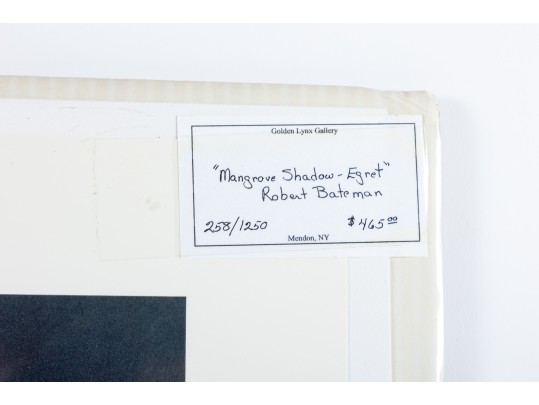 Golden Lynx Gallery
"Mangrove Shadow - Egret"
Robert Bateman
258/1250 $465.00
Mendon, NY